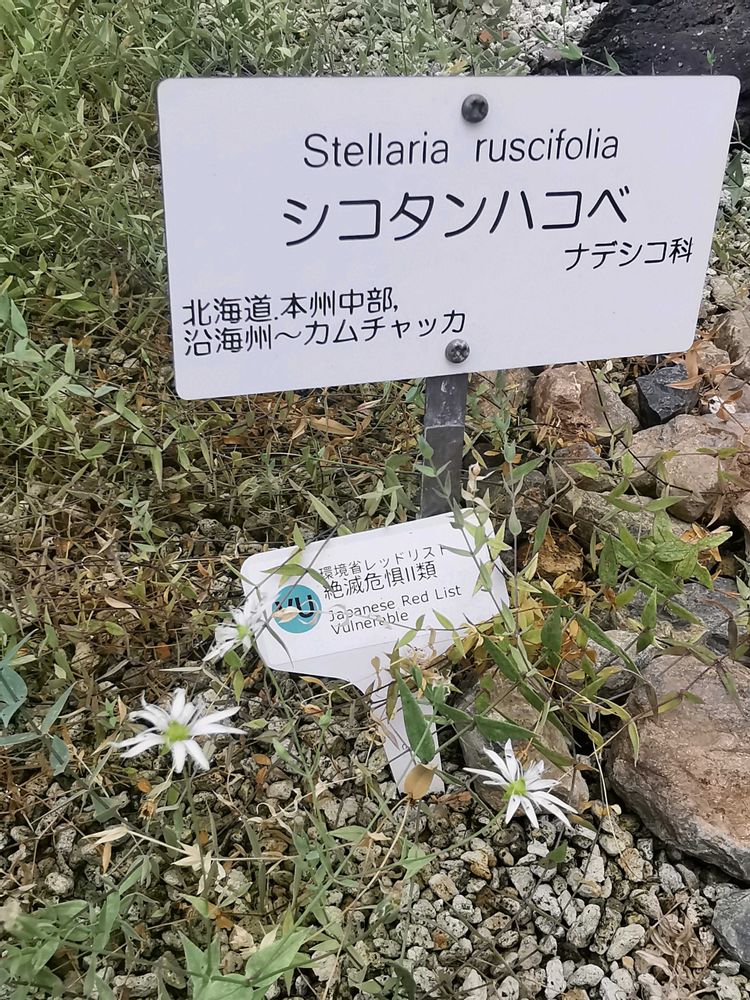 Stellaria ruscifolia
シコタンハコベ
ナデシコ科
北海道.本州中部,
沿海州～カムチャッカ
環境省レッドリスト
VU
絶滅危惧II類
Japanese Red List
Vulnerable